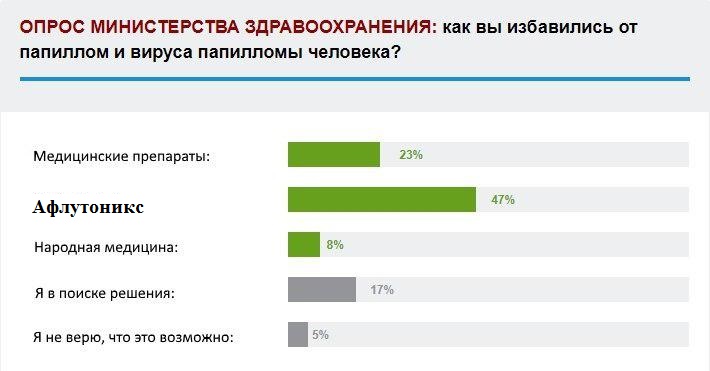 ОПРОС МИНИСТЕРСТВА ЗДРАВООХРАНЕНИЯ: как вы избавились от
папиллом и вируса папилломы человека?
Медицинские препараты: 23%
Афлутоникс 47%
Народная медицина: 8%
Я в поиске решения: 17%
Я не верю, что это возможно: 5%